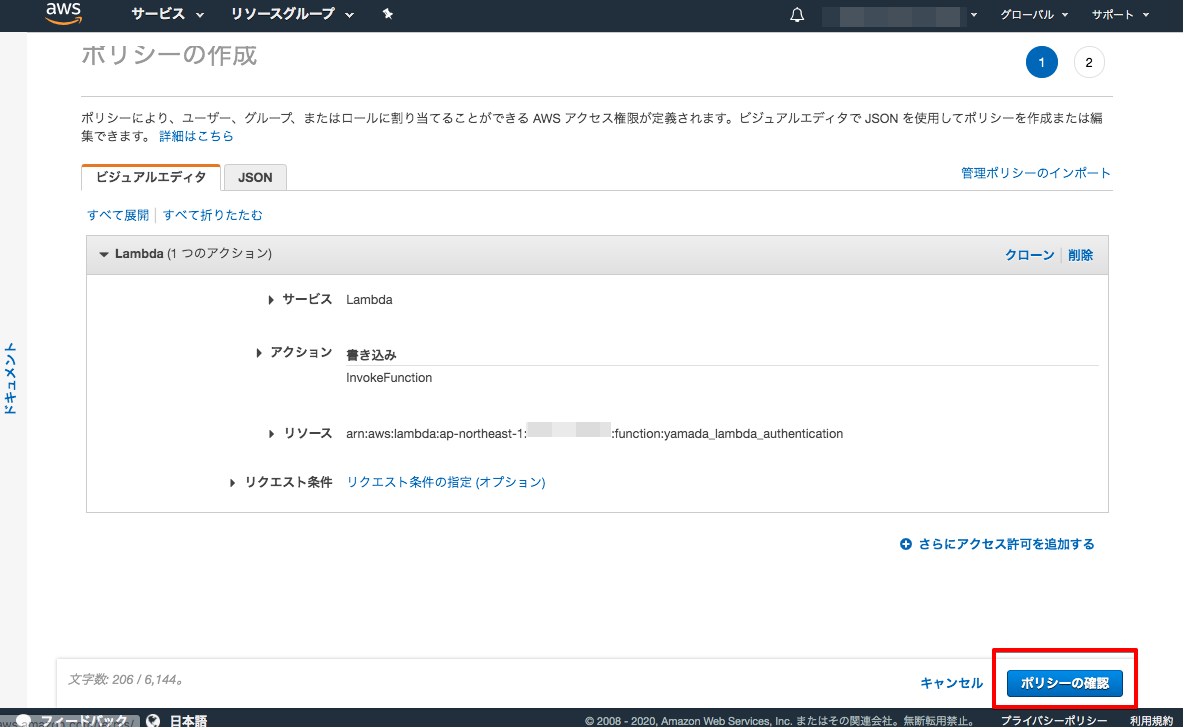 aws サービス リソースグループ グローバル サポート
ポリシーの作成
1 2
ポリシーにより、ユーザー、グループ、またはロールに割り当てることができる AWS アクセス権限が定義されます。ビジュアルエディタで JSON を使用してポリシーを作成または編
集できます。 詳細はこちら
ビジュアルエディタ JSON 管理ポリシーのインポート
すべて展開 すべて折りたたむ
Lambda (1 つのアクション) クローン 削除
サービス Lambda
アクション 書き込み
InvokeFunction
リソース arn:aws:lambda:ap-northeast-1: :function:yamada_lambda_authentication
リクエスト条件 リクエスト条件の指定 (オプション)
ドキュメント
さらにアクセス許可を追加する
文字数: 206 / 6,144。 キャンセル ポリシーの確認
フィードバック 日本語 © 2008 - 2020, Amazon Web Services, Inc. またはその関連会社。無断転用禁止。 プライバシーポリシー 利用規約